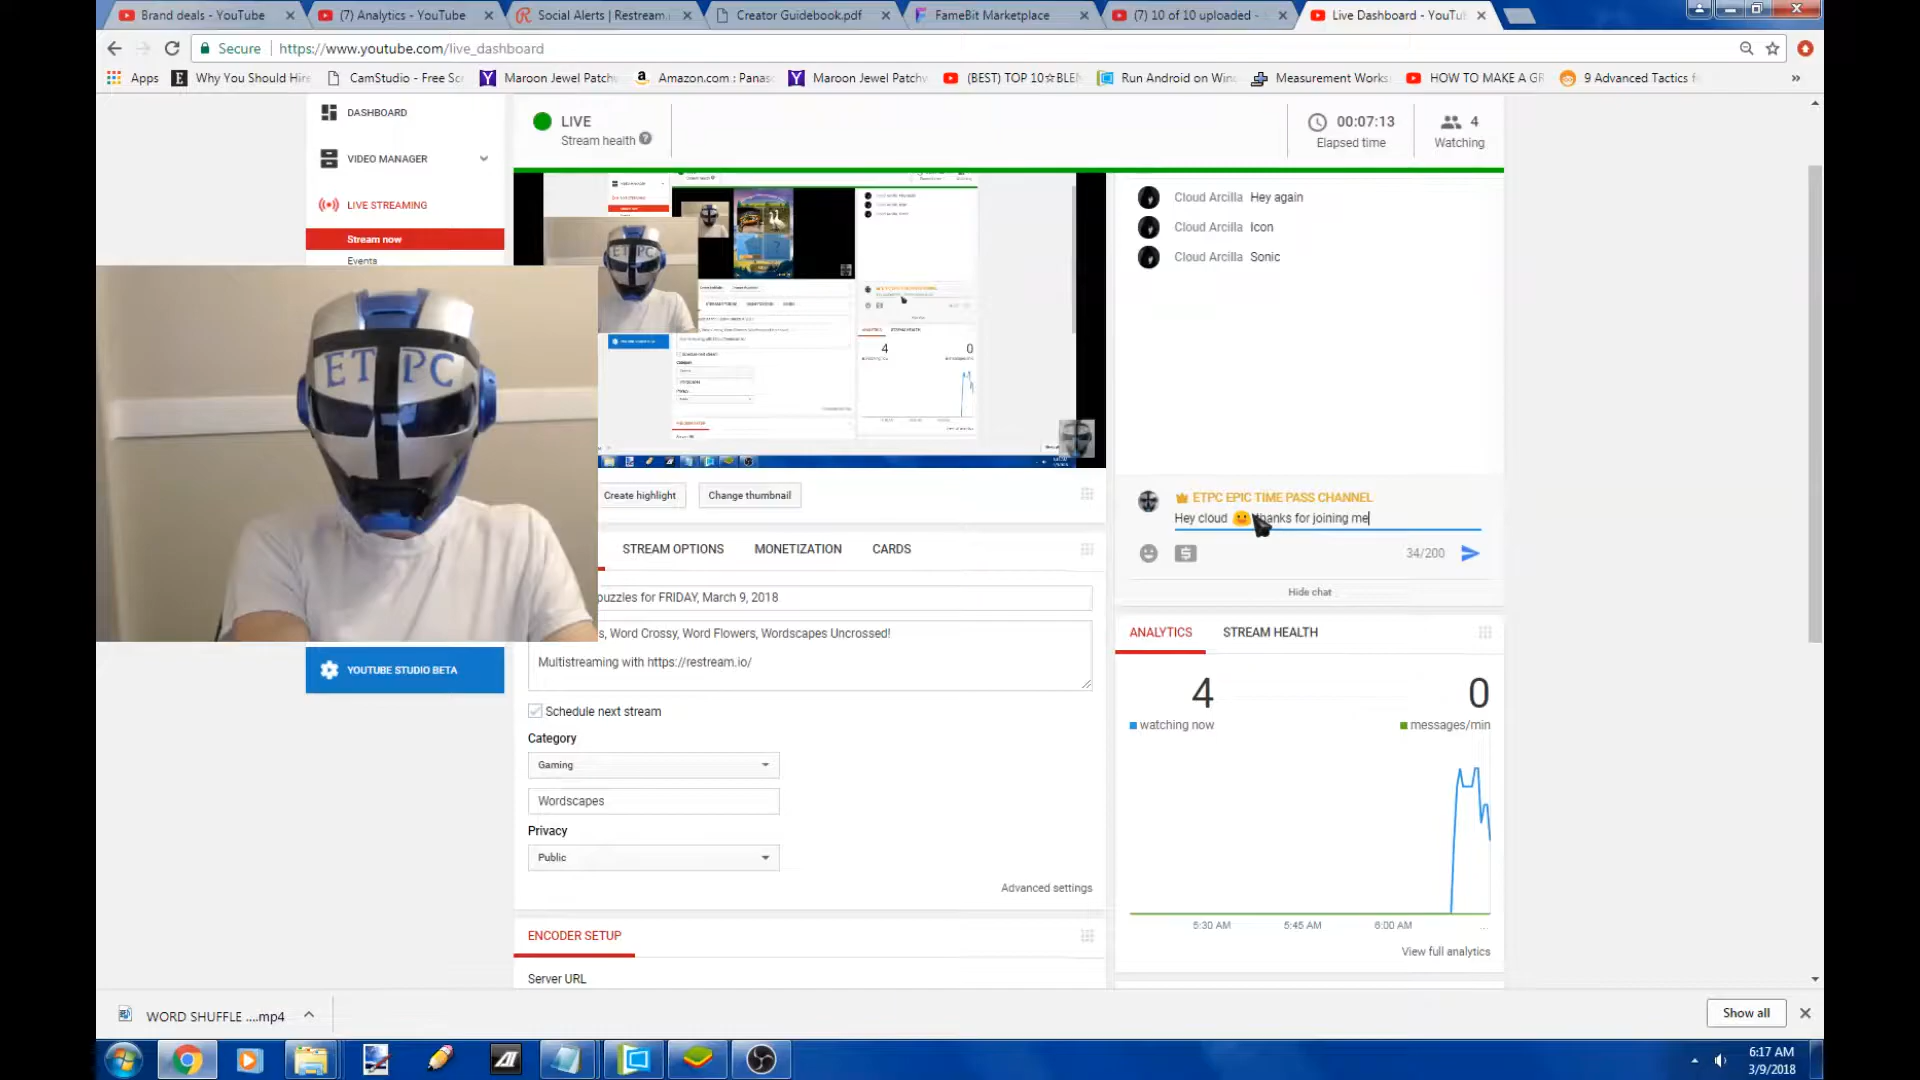 Brand deals - YouTube
(7) Analytics - YouTube
Social Alerts | Restream.
Creator Guidebook.pdf
FameBit Marketplace
(7) 10 of 10 uploaded -
Live Dashboard - YouTu
Secure
https://www.youtube.com/live_dashboard
Apps
Why You Should Hire
CamStudio - Free Scr
Maroon Jewel Patchw
Amazon.com : Panas
Maroon Jewel Patchw
(BEST) TOP 10☆BLEN
Run Android on Wind
Measurement Works
HOW TO MAKE A GR
9 Advanced Tactics f
DASHBOARD
VIDEO MANAGER
LIVE STREAMING
Stream now
Events
LIVE
Stream health
00:07:13
Elapsed time
4
Watching
Cloud Arcilla Hey again
Cloud Arcilla Icon
Cloud Arcilla Sonic
ETPC EPIC TIME PASS CHANNEL
Hey cloud thanks for joining me
34/200
Hide chat
ET PC
Create highlight
Change thumbnail
STREAM OPTIONS
MONETIZATION
CARDS
puzzles for FRIDAY, March 9, 2018
s, Word Crossy, Word Flowers, Wordscapes Uncrossed!
Multistreaming with https://restream.io/
YOUTUBE STUDIO BETA
Schedule next stream
Category
Gaming
Wordscapes
Privacy
Public
Advanced settings
ENCODER SETUP
Server URL
ANALYTICS
STREAM HEALTH
4
watching now
0
messages/min
5:30 AM
5:45 AM
6:00 AM
...
View full analytics
WORD SHUFFLE ....mp4
Show all
6:17 AM
3/9/2018